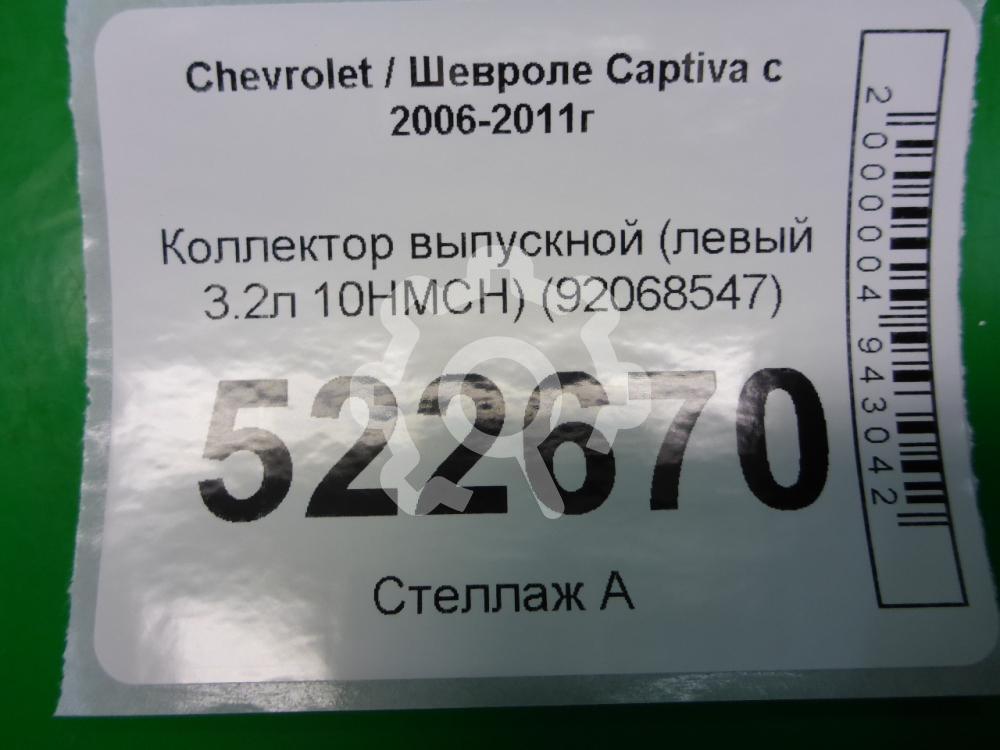 Chevrolet / Шевроле Captiva с
2006-2011г
Коллектор выпускной (левый
3.2л 10HMCH) (92068547)
522670
Стеллаж А
2000004943042